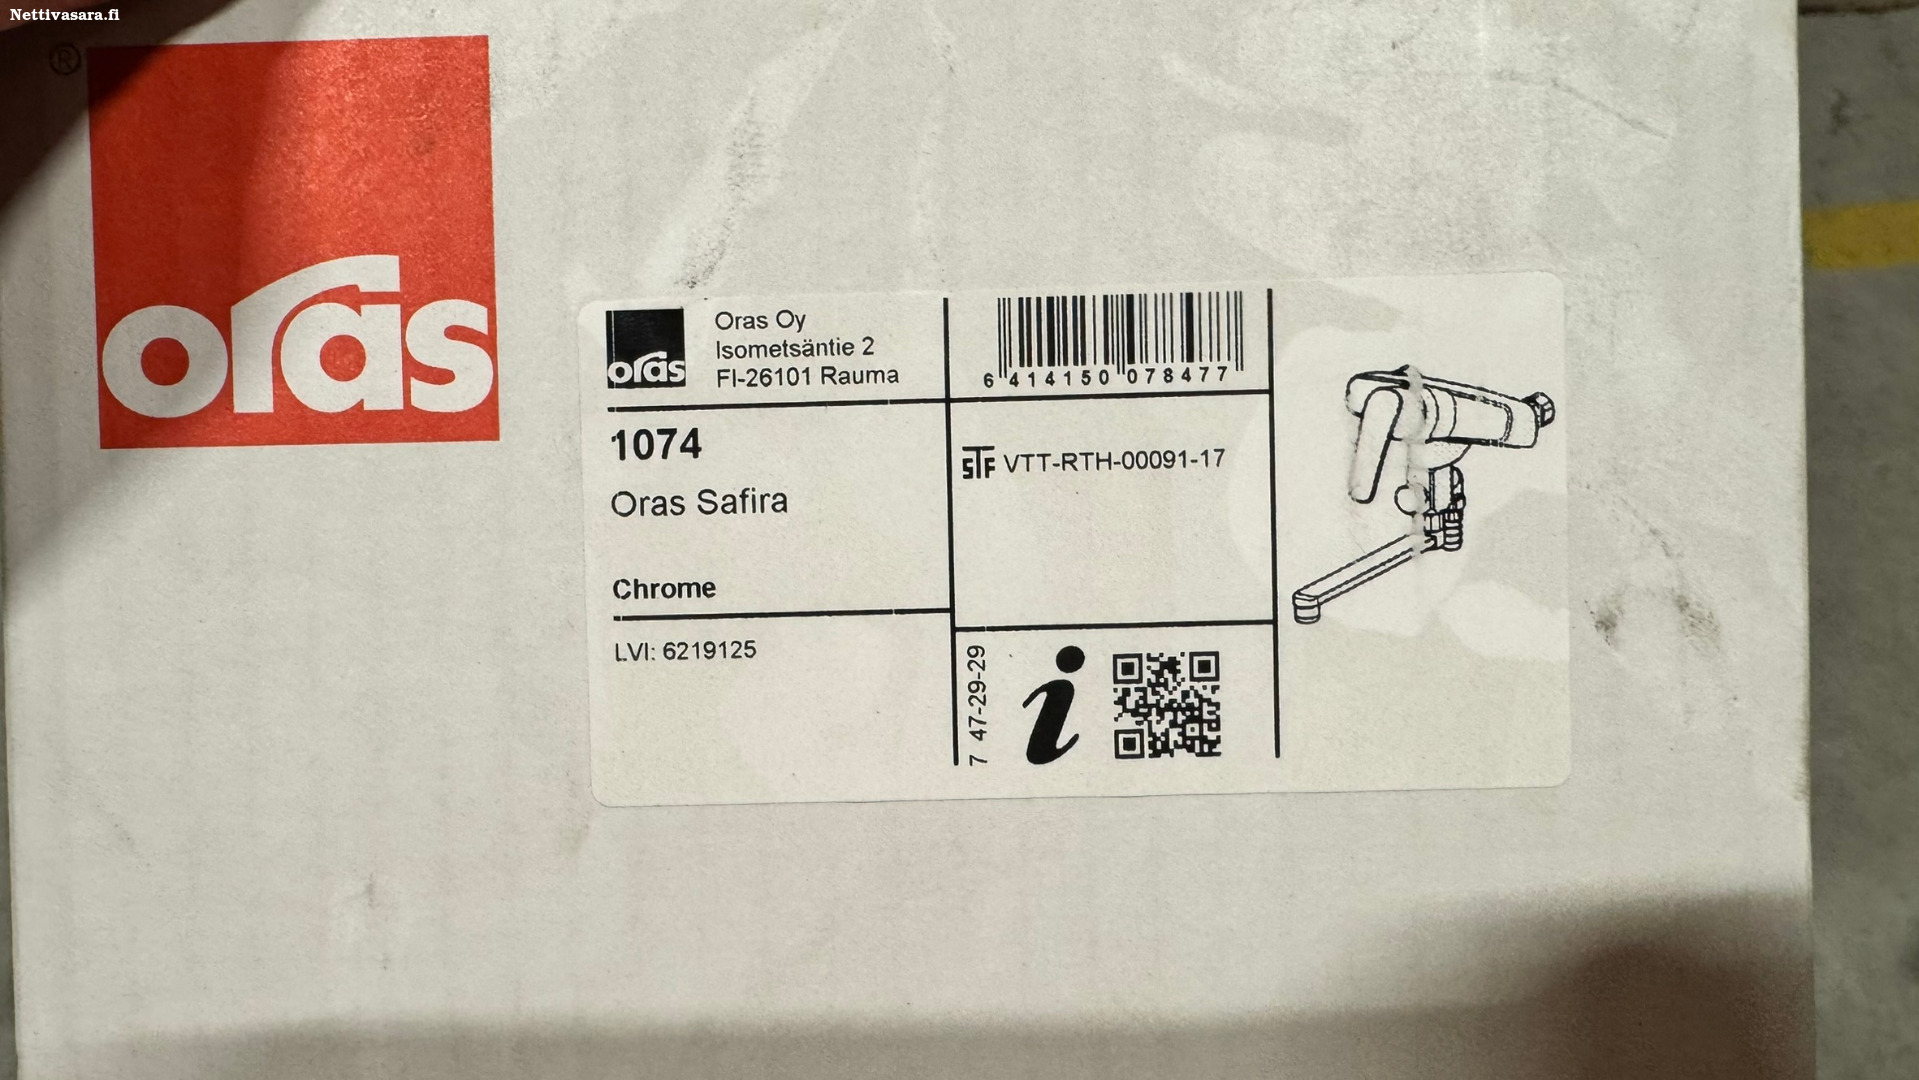 Nettivasara.fi
®
oras
oras
Oras Oy
Isometsäntie 2
FI-26101 Rauma
6 414150 078477
1074
Oras Safira
Chrome
LVI: 6219125
STF VTT-RTH-00091-17
7 47-29-29
i